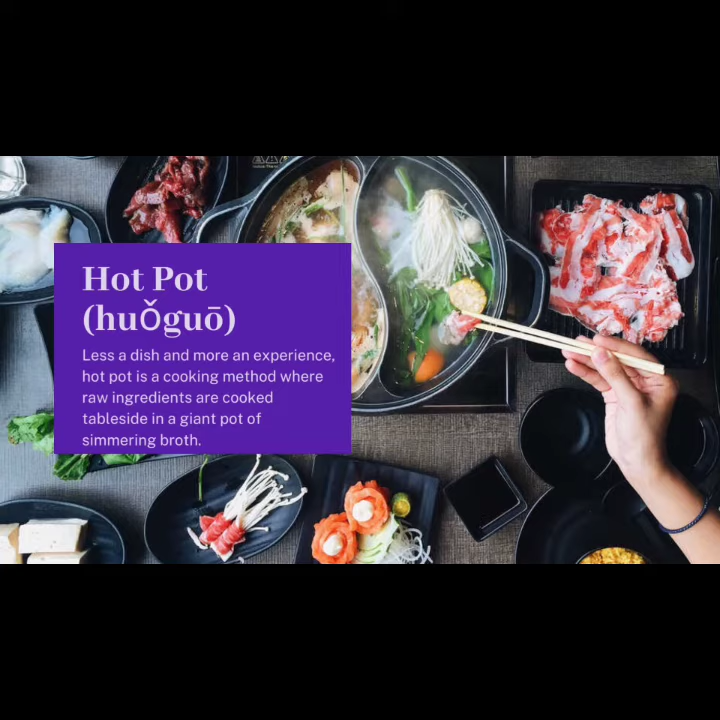 Hot Pot
(huǒguō)
Less a dish and more an experience,
hot pot is a cooking method where
raw ingredients are cooked
tableside in a giant pot of
simmering broth.